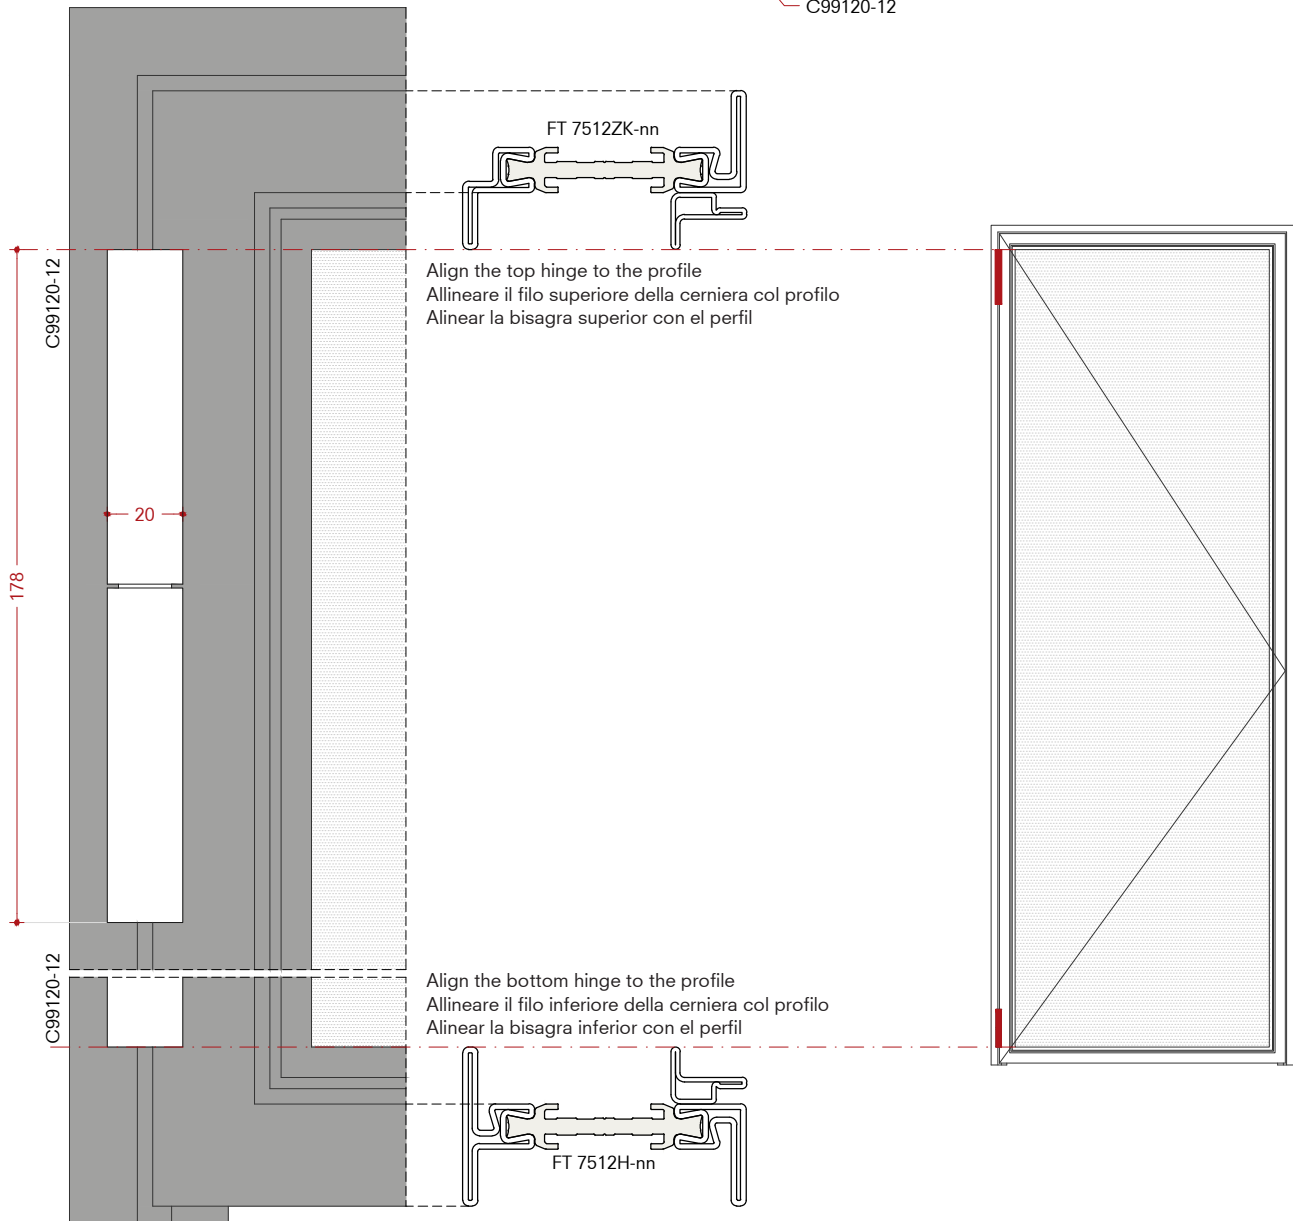 C99120-12
FT 7512ZK-nn
C99120-12
Align the top hinge to the profile
Allineare il filo superiore della cerniera col profilo
Alinear la bisagra superior con el perfil
20
178
C99120-12
Align the bottom hinge to the profile
Allineare il filo inferiore della cerniera col profilo
Alinear la bisagra inferior con el perfil
FT 7512H-nn